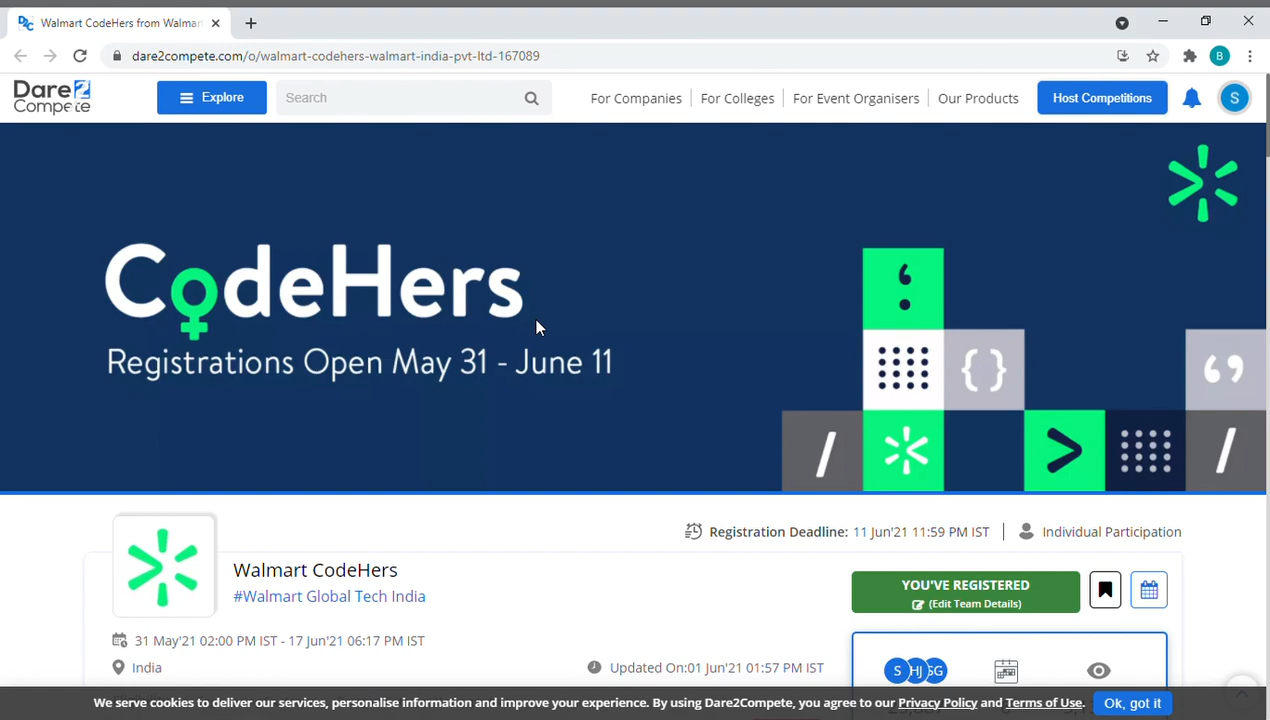 Walmart CodeHers from Walmar
dare2compete.com/o/walmart-codehers-walmart-india-pvt-ltd-167089
B
Dare2
Compete
Explore
Search
For Companies
For Colleges
For Event Organisers
Our Products
Host Competitions
S
CodeHers
Registrations Open May 31 - June 11
Registration Deadline: 11 Jun'21 11:59 PM IST
Individual Participation
Walmart CodeHers
#Walmart Global Tech India
YOU'VE REGISTERED
(Edit Team Details)
31 May'21 02:00 PM IST - 17 Jun'21 06:17 PM IST
India
Updated On:01 Jun'21 01:57 PM IST
S HJ SG
We serve cookies to deliver our services, personalise information and improve your experience. By using Dare2Compete, you agree to our Privacy Policy and Terms of Use.
Ok, got it